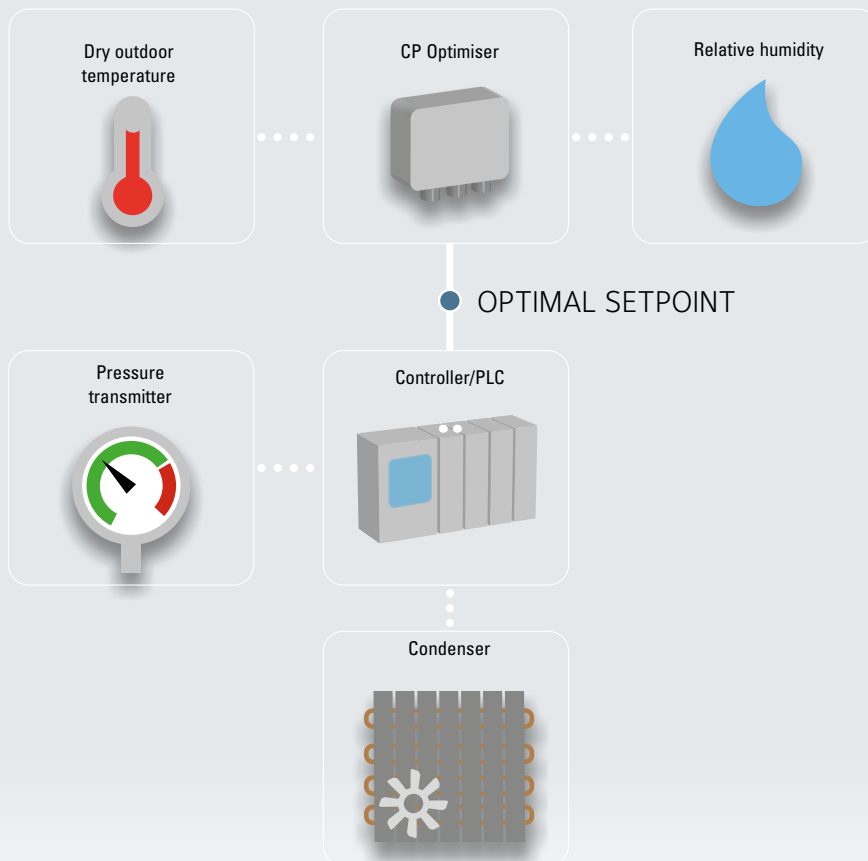 Dry outdoor
temperature
CP Optimiser
Relative humidity
OPTIMAL SETPOINT
Pressure
transmitter
Controller/PLC
Condenser